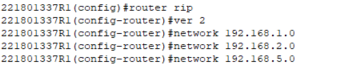 221801337R1(config)#router rip
221801337R1(config-router)#ver 2
221801337R1(config-router)#network 192.168.1.0
221801337R1(config-router)#network 192.168.2.0
221801337R1(config-router)#network 192.168.5.0